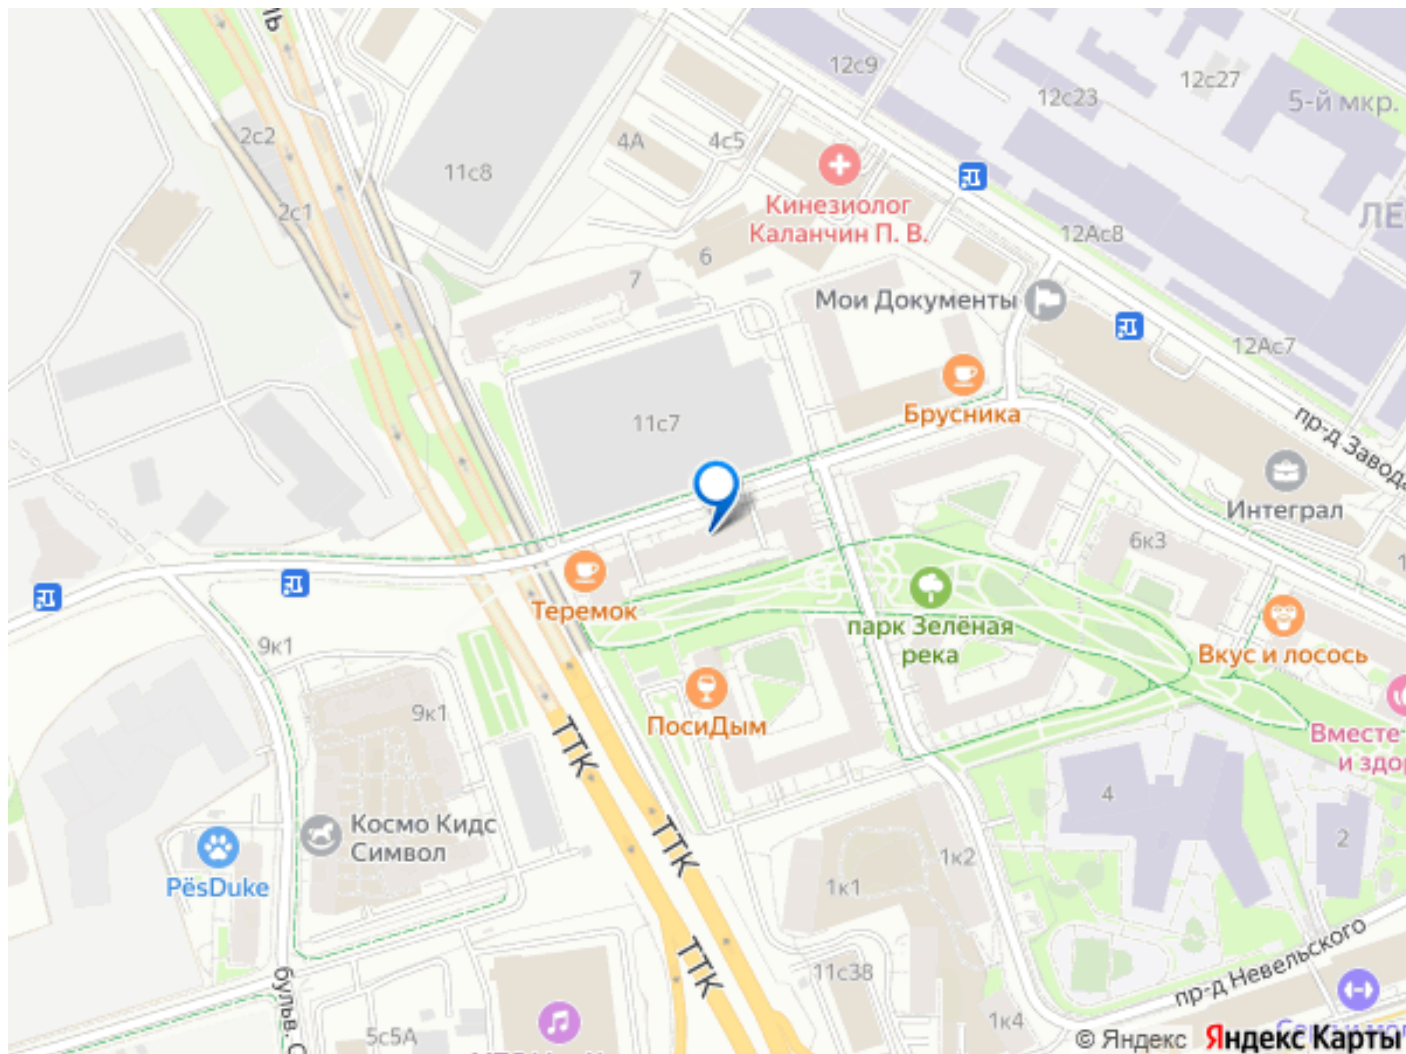 12с9
12с27
12с23
5-й мкр.
2с2
4А
4с5
11с8
2с1
Кинезиолог
Каланчин П. В.
12Ас8
6
7
Мои Документы
12Ас7
Брусника
11с7
пр-д
Интеграл
6к3
Теремок
парк Зелёная
река
Вкус и лосось
9к1
9к1
ПосиДым
ТТК
Вместе
4
2
Космо Кидс
Символ
ТТК
1к2
1к1
PёsDuke
ТТК
11с38
пр-д Невельского
бульв.
5с5А
1к4
© Яндекс
Яндекс Карты